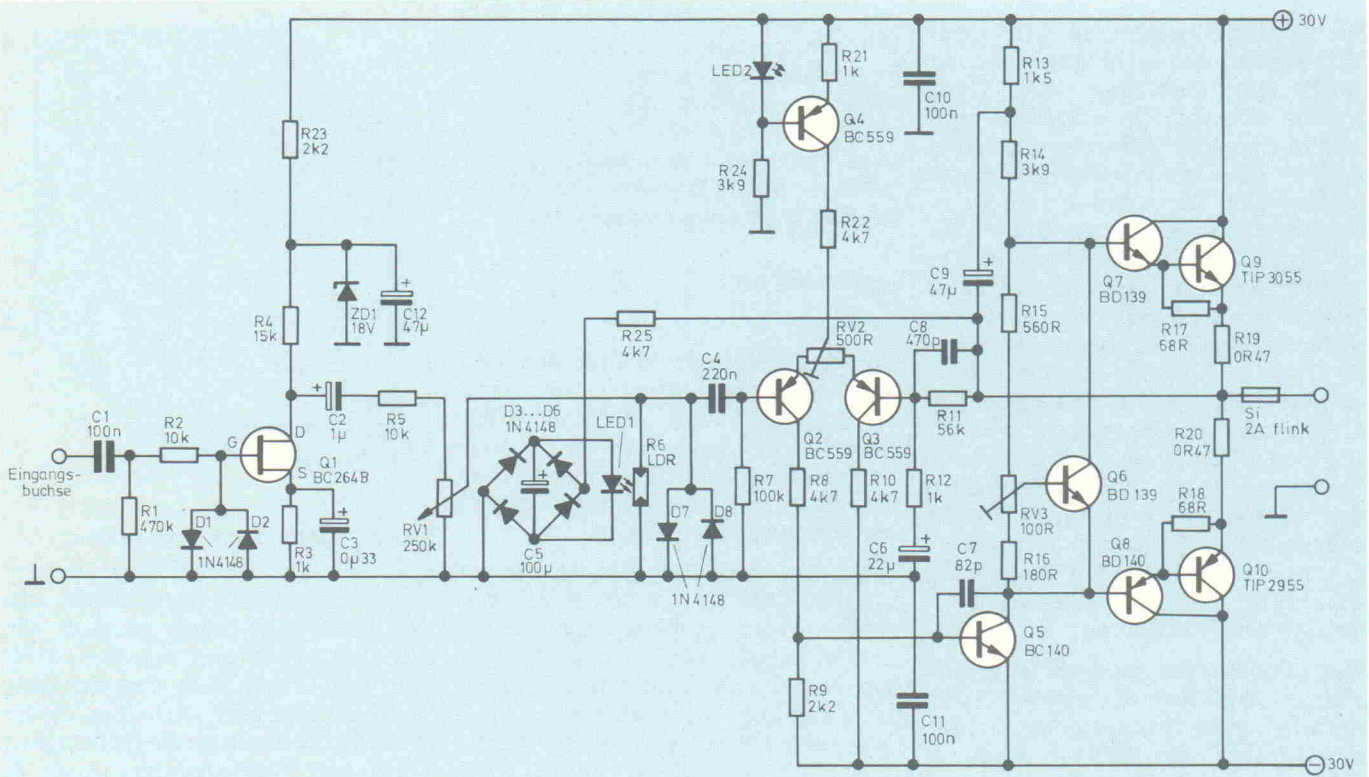 30V
R21
1k
LED2
R13
1k5
C10
100n
Q4
BC559
R23
2k2
R24
3k9
R14
3k9
R22
4k7
C9
47µ
Q7
BD139
Q9
TIP3055
ZD1
18V
C12
47µ
R4
15k
R25
4k7
RV2
500R
C8
470p
R15
560R
R17
68R
R19
0R47
C4
220n
C2
1µ
R5
10k
D3...D6
1N4148
LED1
R6
LDR
R11
56k
Si
2A flink
C1
100n
R2
10k
G
D
S
Q1
BC264B
Eingangs-
buchse
Q2
BC559
Q3
BC559
R20
0R47
R1
470k
D1
D2
1N4148
R3
1k
C3
0µ33
RV1
250k
C5
100µ
D7
D8
1N4148
R7
100k
R8
4k7
R10
4k7
R12
1k
C6
22µ
C7
82p
RV3
100R
R16
180R
Q6
BD139
R18
68R
Q8
BD140
Q10
TIP2955
Q5
BC140
R9
2k2
C11
100n
30V